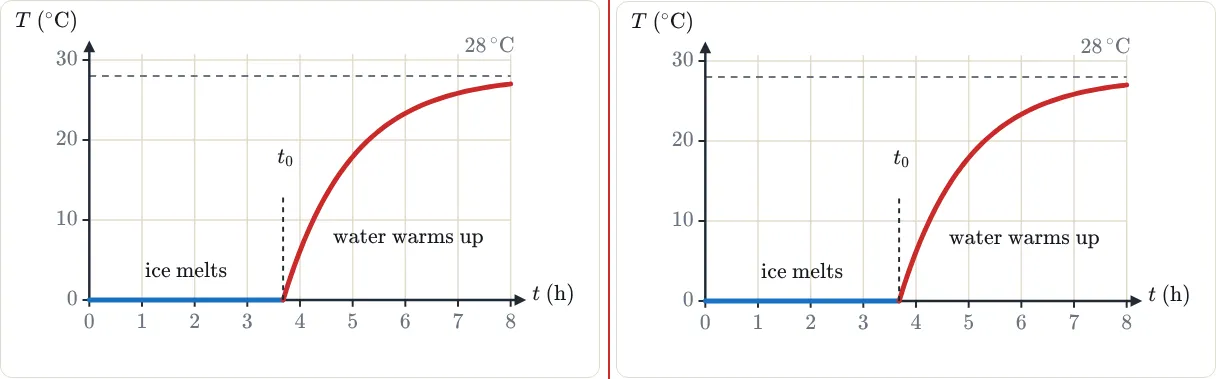 T (°C)
28 °C
30
20
t₀
10
water warms up
ice melts
0
t (h)
0 1 2 3 4 5 6 7 8
T (°C)
28 °C
30
20
t₀
10
water warms up
ice melts
0
t (h)
0 1 2 3 4 5 6 7 8